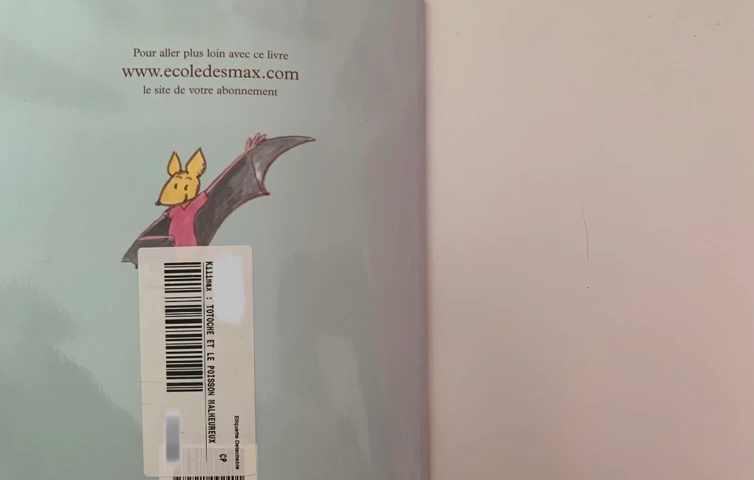 Pour aller plus loin avec ce livre
www.ecoledesmax.com
le site de votre abonnement
Kilimax : TOTOCHE ET LE POISSON MALHEUREUX
CP
Etiquette Detachable